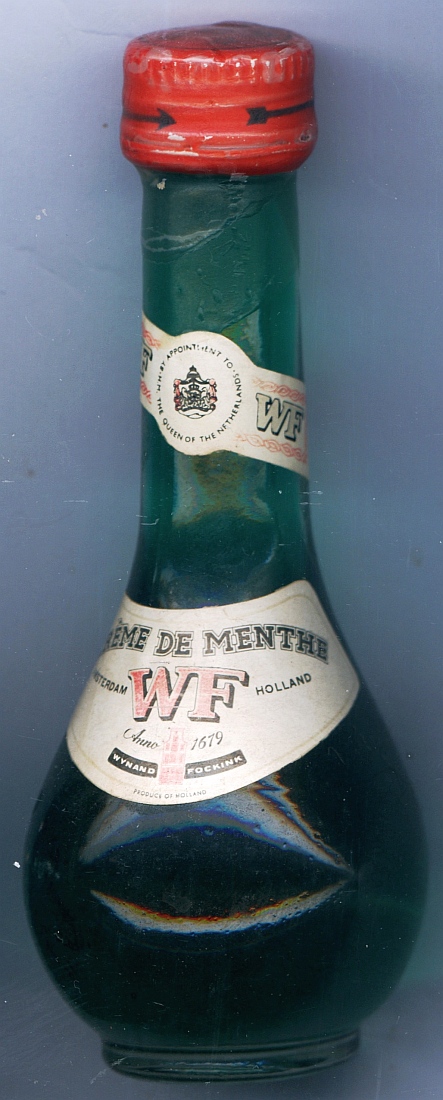 BY APPOINTMENT TO
THE QUEEN OF THE NETHERLANDS
WF
DE MENTHE
WF
HOLLAND
Anno 1679
WYNAND FOCKINK
PRODUCE OF HOLLAND